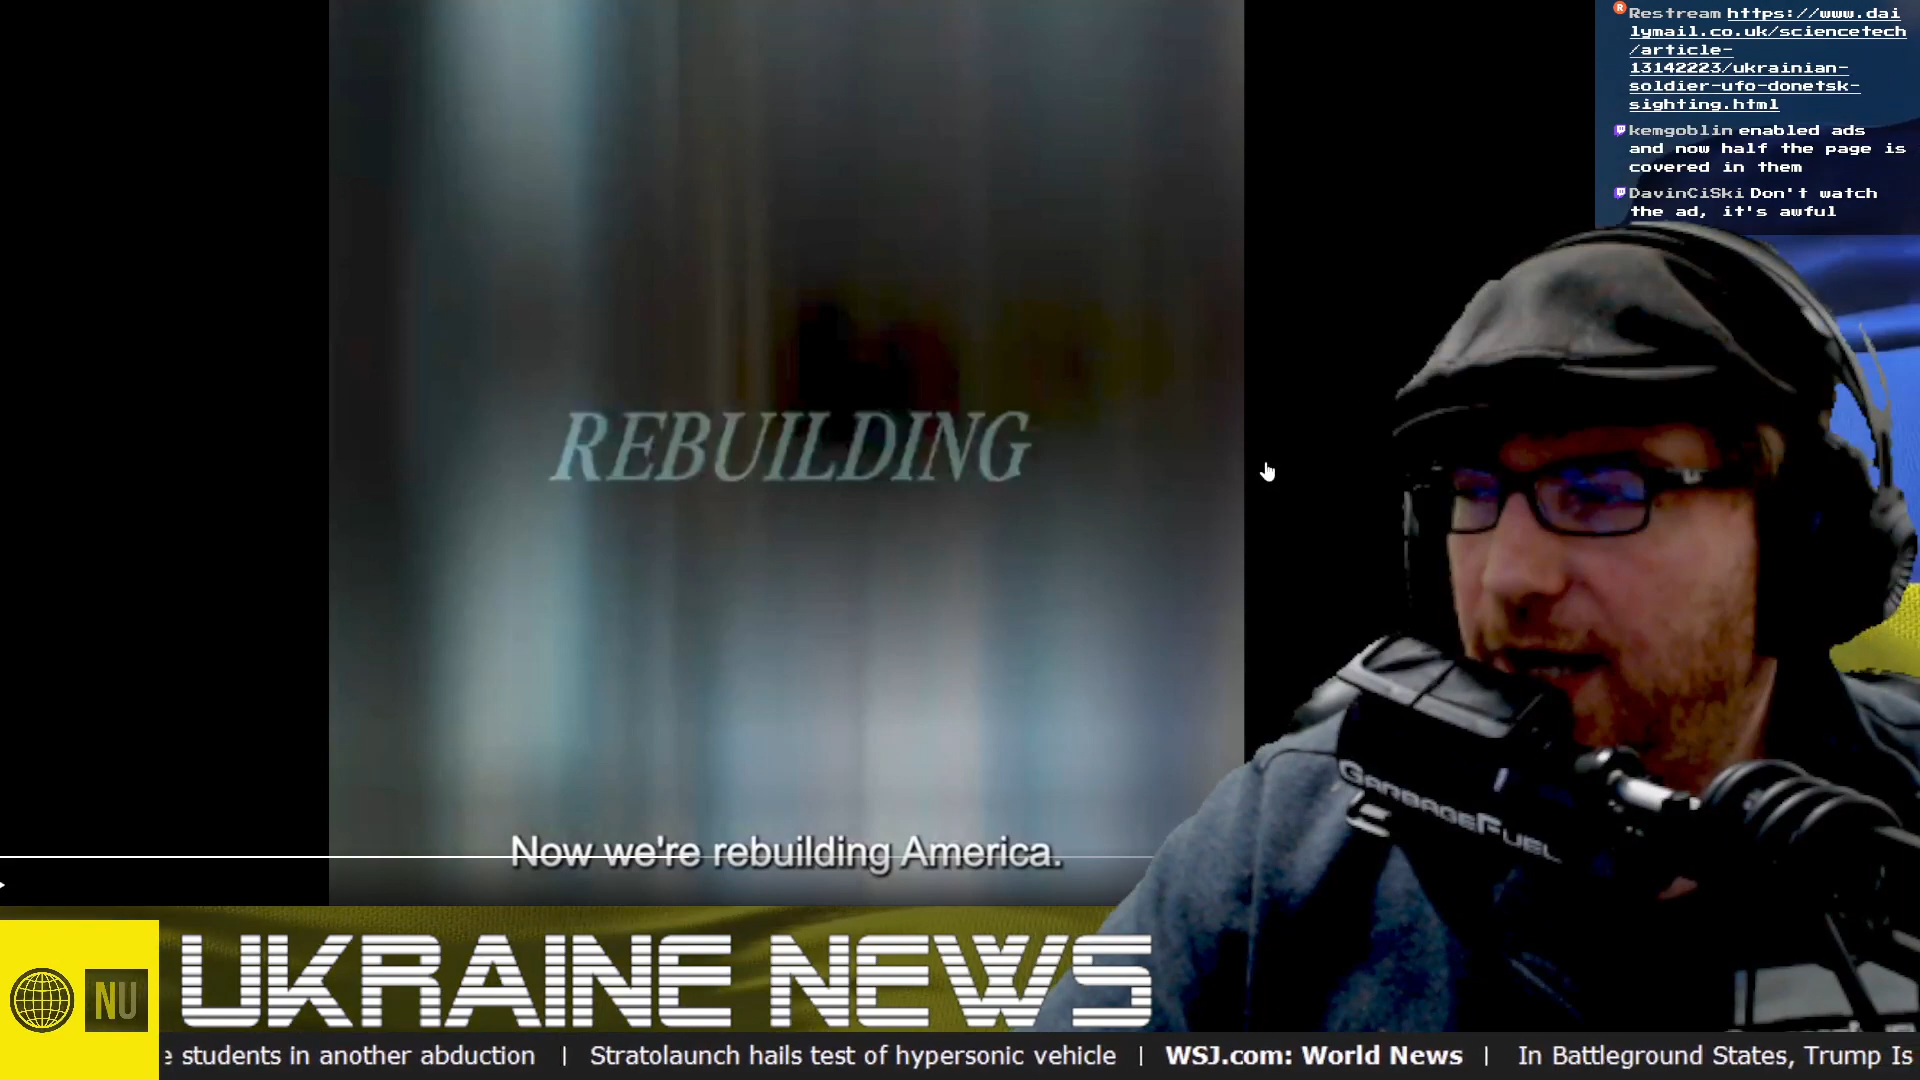 Restream https://www.dai
lymail.co.uk/sciencetech
/article-
13142223/ukrainian-
soldier-ufo-donetsk-
sighting.html
kemgoblin enabled ads
and now half the page is
covered in them
DavinCiSki Don't watch
the ad, it's awful
REBUILDING
Now we're rebuilding America.
GARBAGEFUEL
UKRAINE NEWS
NU
e students in another abduction | Stratolaunch hails test of hypersonic vehicle | WSJ.com: World News | In Battleground States, Trump Is